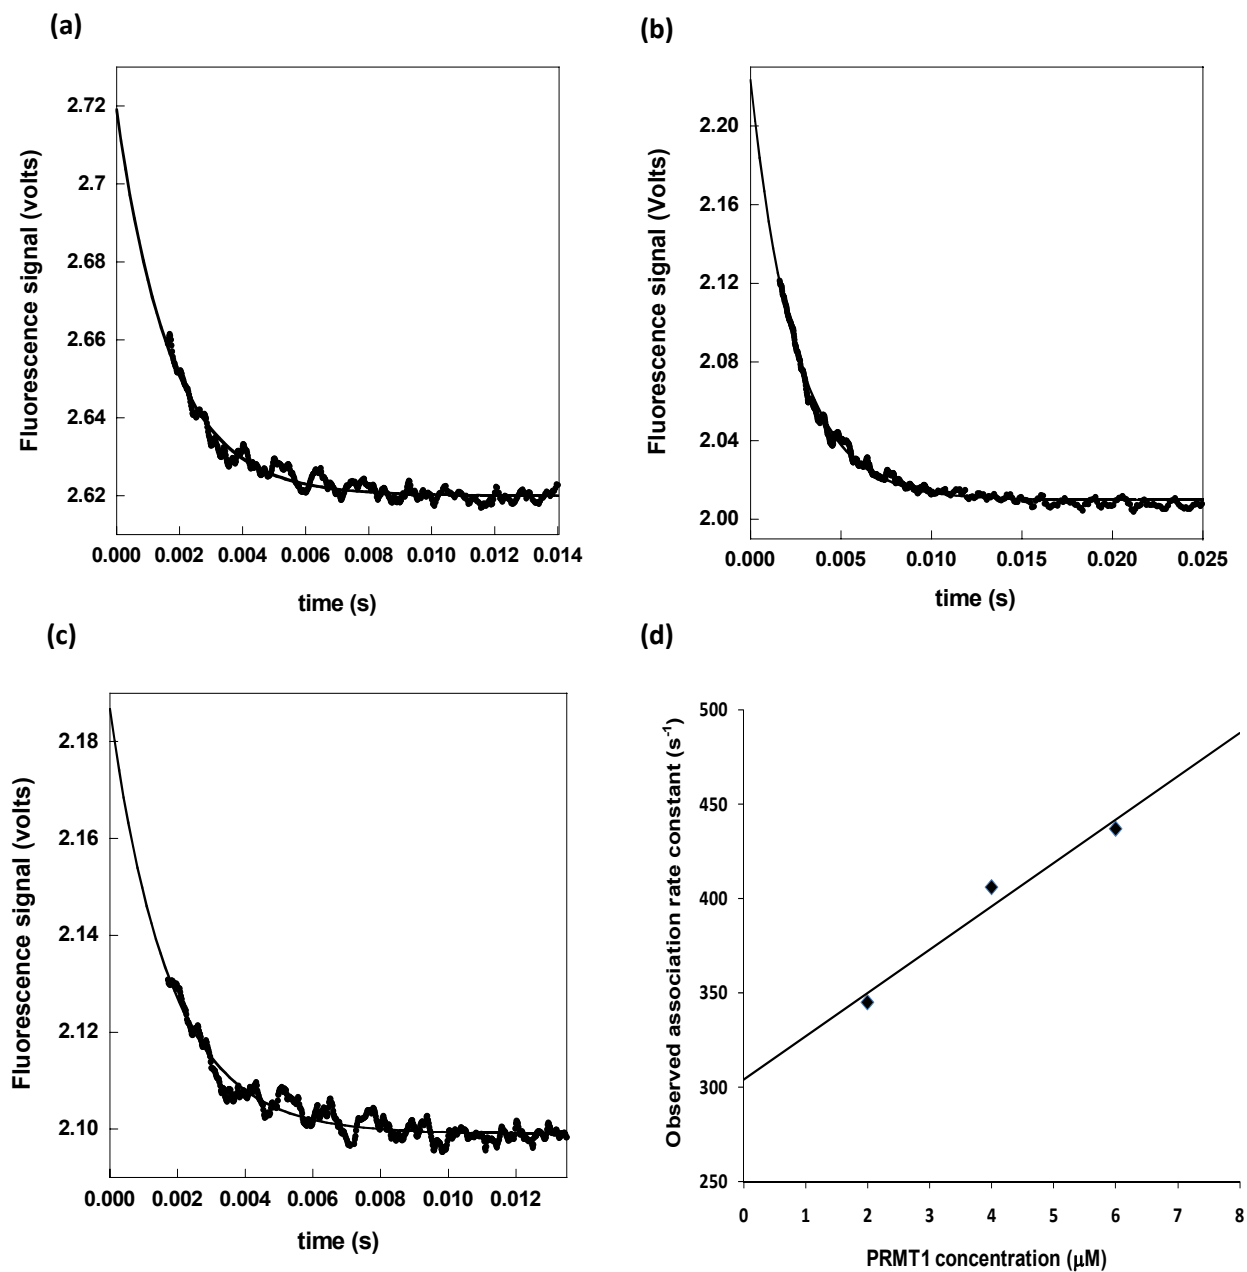 (a)
Fluorescence signal (volts)
2.72
2.7
2.68
2.66
2.64
2.62
0.000 0.002 0.004 0.006 0.008 0.010 0.012 0.014
time (s)
(b)
Fluorescence signal (Volts)
2.20
2.16
2.12
2.08
2.04
2.00
0.000 0.005 0.010 0.015 0.020 0.025
time (s)
(c)
Fluorescence signal (volts)
2.18
2.16
2.14
2.12
2.10
0.000 0.002 0.004 0.006 0.008 0.010 0.012
time (s)
(d)
Observed association rate constant (s⁻¹)
500
450
400
350
300
250
0 1 2 3 4 5 6 7 8
PRMT1 concentration (μM)